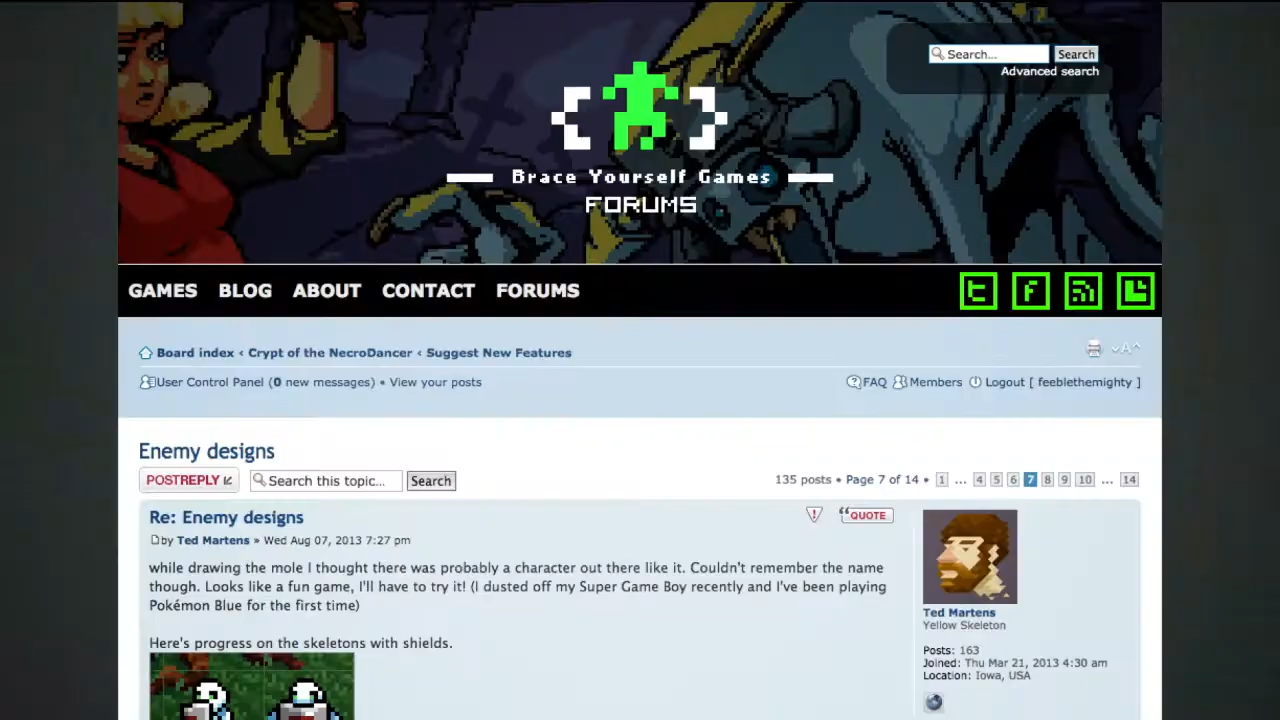 Search...
Search
Advanced search
Brace Yourself Games
FORUMS
GAMES BLOG ABOUT CONTACT FORUMS
Board index ‹ Crypt of the NecroDancer ‹ Suggest New Features
User Control Panel (0 new messages) • View your posts
FAQ Members Logout [ feeblethemighty ]
Enemy designs
POSTREPLY
Search this topic...
Search
135 posts • Page 7 of 14 • 1 ... 4 5 6 7 8 9 10 ... 14
Re: Enemy designs
QUOTE
by Ted Martens » Wed Aug 07, 2013 7:27 pm
while drawing the mole I thought there was probably a character out there like it. Couldn't remember the name
though. Looks like a fun game, I'll have to try it! (I dusted off my Super Game Boy recently and I've been playing
Pokémon Blue for the first time)
Here's progress on the skeletons with shields.
Ted Martens
Yellow Skeleton
Posts: 163
Joined: Thu Mar 21, 2013 4:30 am
Location: Iowa, USA